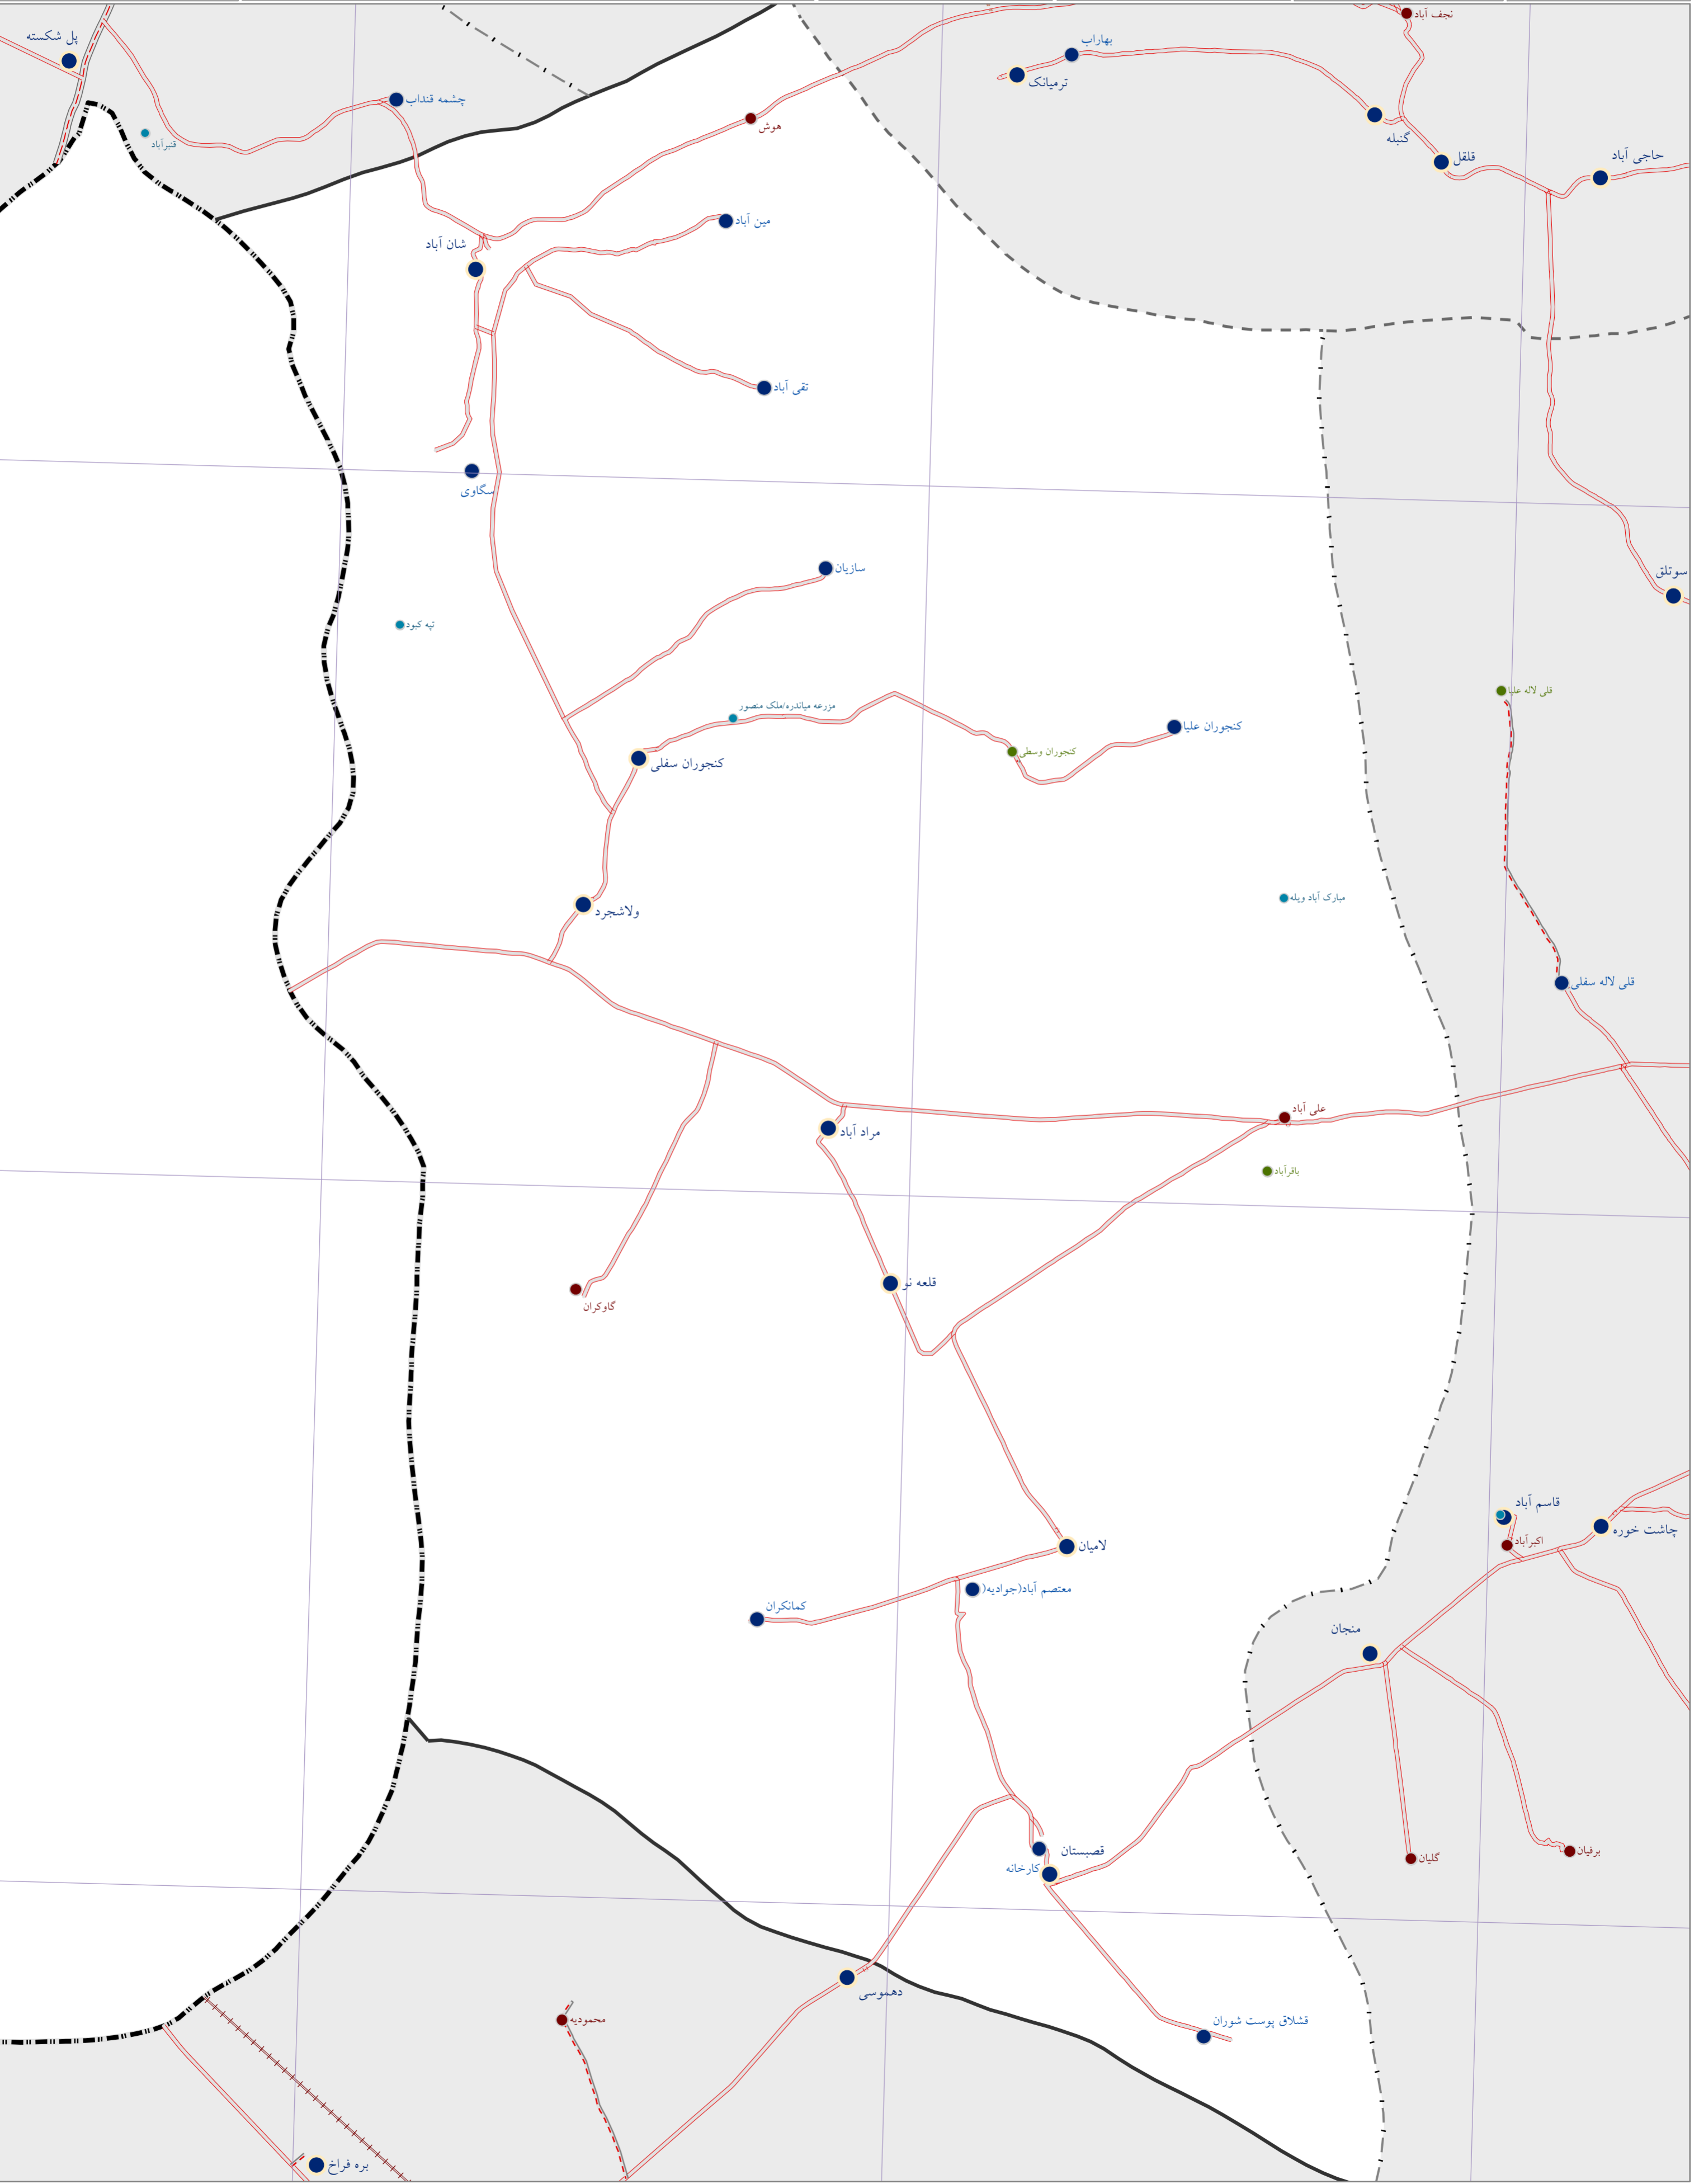 نجف آباد
پل شکسته
بهاراب
ترمیانک
چشمه قنداب
هوش
قنبرآباد
گنبله
قلقل
حاجی آباد
مین آباد
شان آباد
تقی آباد
سگاوی
سازیان
سوتلق
تپه کبود
قلی لاله علیا
مزرعه میاندره/ملک منصور
کنجوران علیا
کنجوران وسطی
کنجوران سفلی
مبارک آباد ویله
ولاشجرد
قلی لاله سفلی
علی آباد
مراد آباد
باقرآباد
قلعه نو
گاوکران
قاسم آباد
چاشت خوره
اکبرآباد
لامیان
معتصم آباد(جوادیه(
کمانکران
منجان
قصبستان
برفیان
گلیان
کارخانه
دهموسی
محمودیه
قشلاق پوست شوران
بره فراخ